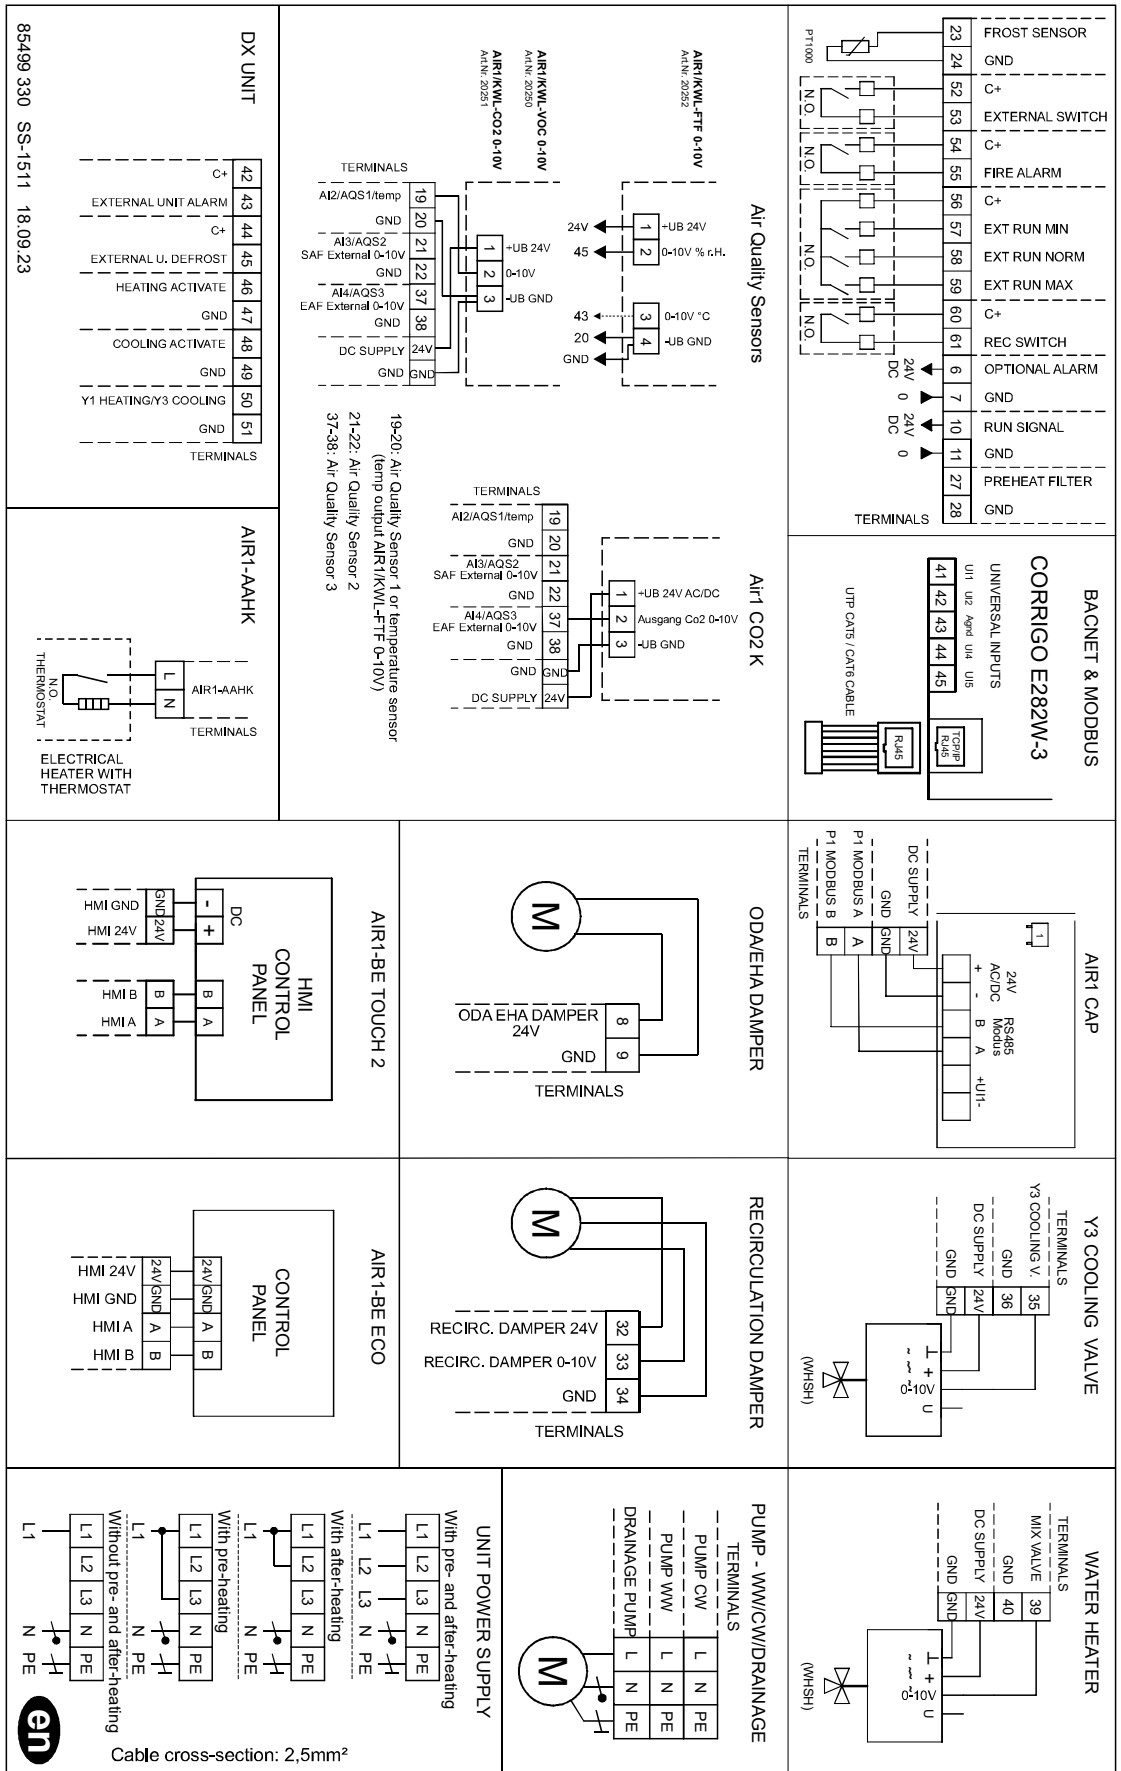 23 FROST SENSOR
24 GND
PT1000
52 C+
53 EXTERNAL SWITCH
N.O.
54 C+
55 FIRE ALARM
N.O.
56 C+
57 EXT RUN MIN
58 EXT RUN NORM
59 EXT RUN MAX
N.O.
60 C+
61 REC SWITCH
N.O.
6 OPTIONAL ALARM
24V DC
7 GND
0
10 RUN SIGNAL
24V DC
11 GND
0
27 PREHEAT FILTER
28 GND
TERMINALS
BACNET & MODBUS
CORRIGO E282W-3
UNIVERSAL INPUTS
UI1 UI2 Agnd UI4 UI5
41 42 43 44 45
TCP/IP
RJ45
RJ45
UTP CAT5 / CAT6 CABLE
AIR1 CAP
1
24V
AC/DC
RS485
Modus
+ - B A +UI1-
24V GND A B
DC SUPPLY
GND
P1 MODBUS A
P1 MODBUS B
TERMINALS
Y3 COOLING VALVE
TERMINALS
Y3 COOLING V. 35
GND 36
DC SUPPLY 24V
GND GND
⊥ + 0-10V U
~ ~ ~
(WHSH)
WATER HEATER
TERMINALS
MIX VALVE 39
GND 40
DC SUPPLY 24V
GND GND
⊥ + 0-10V U
~ ~ ~
(WHSH)
Air Quality Sensors
AIR1/KWL-FTF 0-10V
Art.Nr. 20252
1 +UB 24V
2 0-10V % r.H.
3 0-10V °C
4 -UB GND
24V
45
43
20
GND
AIR1/KWL-VOC 0-10V
Art.Nr. 20250
AIR1/KWL-CO2 0-10V
Art.Nr. 20251
TERMINALS
AI2/AQS1/temp 19
GND 20
AI3/AQS2
SAF External 0-10V 21
GND 22
AI4/AQS3
EAF External 0-10V 37
GND 38
DC SUPPLY 24V
GND GND
1 +UB 24V
2 0-10V
3 -UB GND
19-20: Air Quality Sensor 1 or temperature sensor
(temp output AIR1/KWL-FTF 0-10V)
21-22: Air Quality Sensor 2
37-38: Air Quality Sensor 3
Air1 CO2 K
TERMINALS
AI2/AQS1/temp 19
GND 20
AI3/AQS2
SAF External 0-10V 21
GND 22
AI4/AQS3
EAF External 0-10V 37
GND 38
GND GND
DC SUPPLY 24V
1 +UB 24V AC/DC
2 Ausgang Co2 0-10V
3 -UB GND
ODA/EHA DAMPER
M
ODA EHA DAMPER
24V 8
GND 9
TERMINALS
RECIRCULATION DAMPER
M
RECIRC. DAMPER 24V 32
RECIRC. DAMPER 0-10V 33
GND 34
TERMINALS
PUMP - WW/CW/DRAINAGE
TERMINALS
PUMP CW L N PE
PUMP WW L N PE
DRAINAGE PUMP L N PE
M
DX UNIT
C+ 42
EXTERNAL UNIT ALARM 43
C+ 44
EXTERNAL U. DEFROST 45
HEATING ACTIVATE 46
GND 47
COOLING ACTIVATE 48
GND 49
Y1 HEATING/Y3 COOLING 50
GND 51
TERMINALS
85499 330 SS-1511 18.09.23
AIR1-AAHK
L
N
AIR1-AAHK
TERMINALS
N.O.
THERMOSTAT
ELECTRICAL
HEATER WITH
THERMOSTAT
AIR1-BE TOUCH 2
HMI
CONTROL
PANEL
DC
HMI GND GND -
HMI 24V 24V +
HMI B B B
HMI A A A
AIR1-BE ECO
CONTROL
PANEL
HMI 24V 24V 24V
HMI GND GND GND
HMI A A A
HMI B B B
UNIT POWER SUPPLY
With pre- and after-heating
L1 L2 L3 N PE
L1 L2 L3 N PE
With after-heating
L1 L2 L3 N PE
L1 N PE
With pre-heating
L1 L2 L3 N PE
L1 N PE
Without pre- and after-heating
L1 L2 L3 N PE
L1 N PE
Cable cross-section: 2,5mm²
en